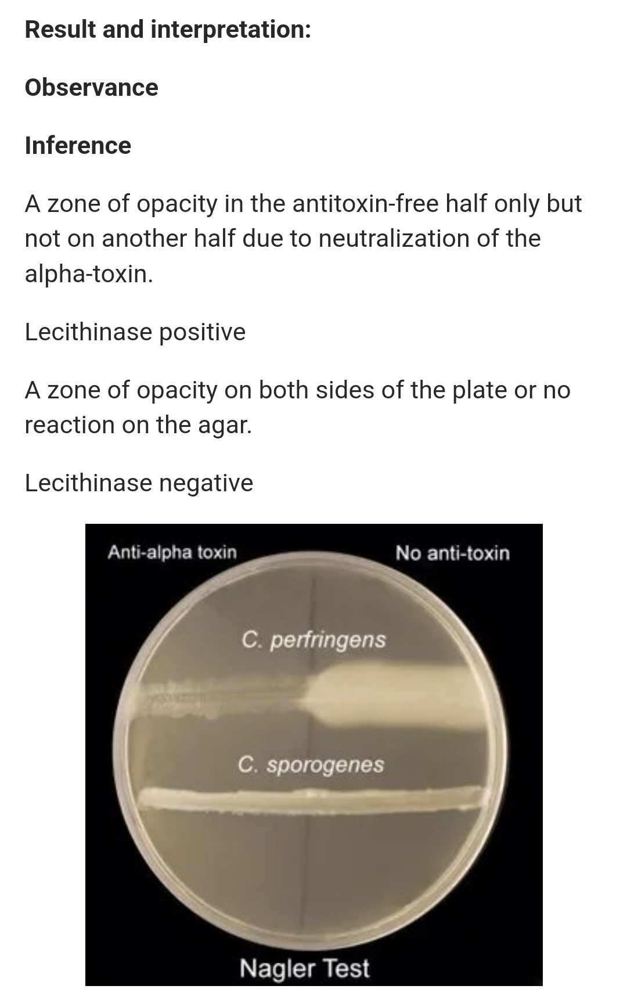 Result and interpretation:
Observance
Inference
A zone of opacity in the antitoxin-free half only but
not on another half due to neutralization of the
alpha-toxin.
Lecithinase positive
A zone of opacity on both sides of the plate or no
reaction on the agar.
Lecithinase negative
Anti-alpha toxin
No anti-toxin
C. perfringens
C. sporogenes
Nagler Test